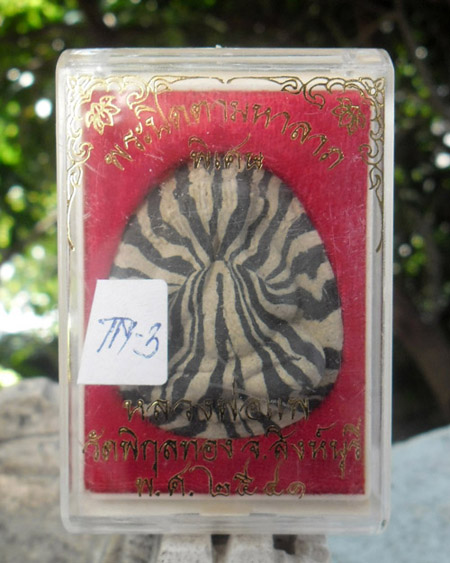 พระปิดตามหาลาภ
พิเศษ
หลวงพ่อแพ
วัดพิกุลทอง จ.สิงห์บุรี
พ.ศ.๒๕๔๑